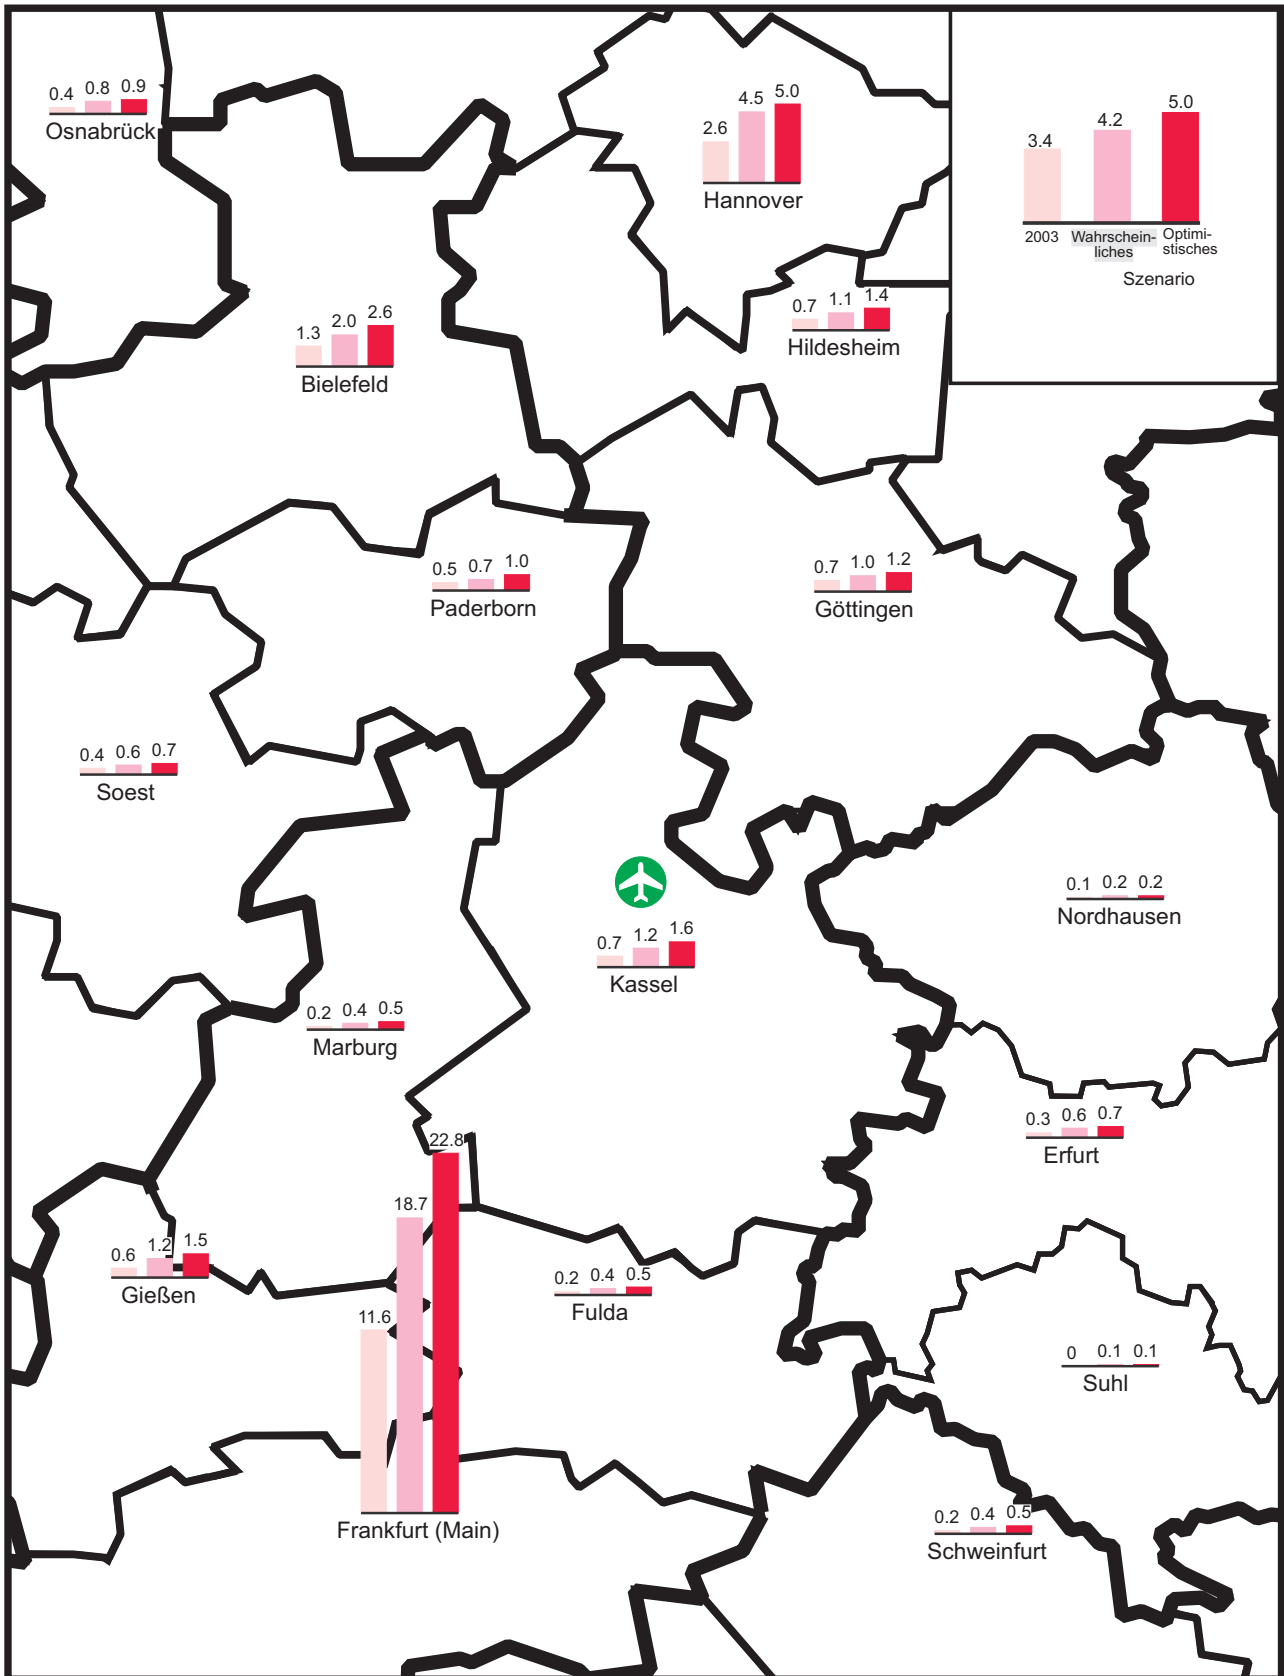 0.4 0.8 0.9
Osnabrück
2.6 4.5 5.0
Hannover
3.4 4.2 5.0
2003 Wahrschein-
liches
Optimi-
stisches
Szenario
0.7 1.1 1.4
Hildesheim
1.3 2.0 2.6
Bielefeld
0.5 0.7 1.0
Paderborn
0.7 1.0 1.2
Göttingen
0.4 0.6 0.7
Soest
0.1 0.2 0.2
Nordhausen
0.7 1.2 1.6
Kassel
0.2 0.4 0.5
Marburg
0.3 0.6 0.7
Erfurt
0.6 1.2 1.5
Gießen
11.6 18.7 22.8
Frankfurt (Main)
0.2 0.4 0.5
Fulda
0 0.1 0.1
Suhl
0.2 0.4 0.5
Schweinfurt